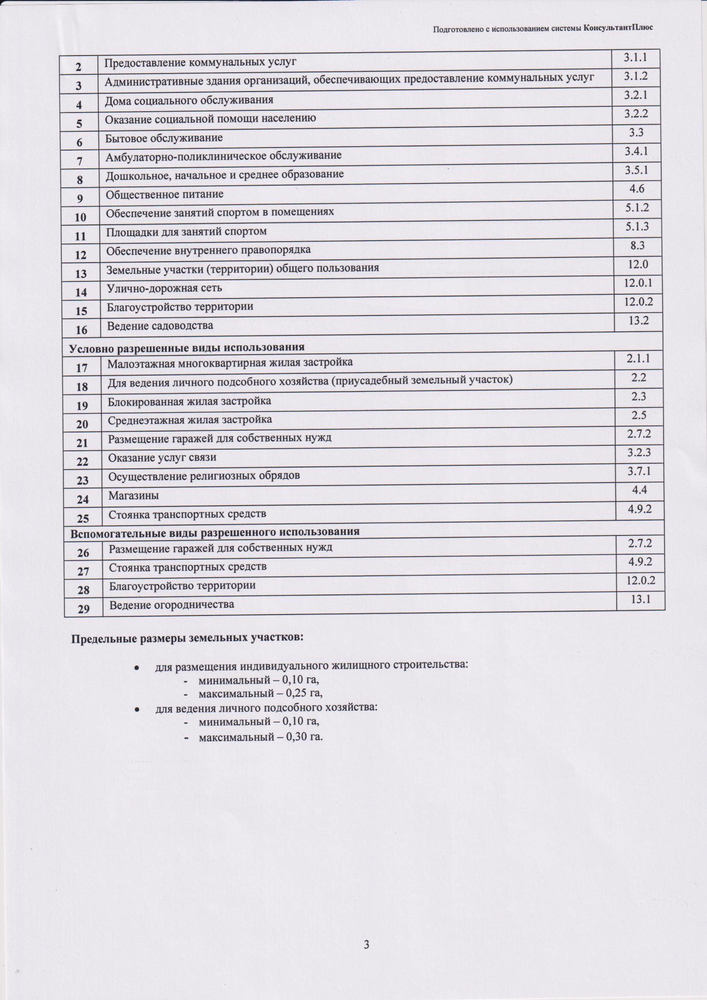 Подготовлено с использованием системы КонсультантПлюс
2 Предоставление коммунальных услуг 3.1.1
3 Административные здания организаций, обеспечивающих предоставление коммунальных услуг 3.1.2
4 Дома социального обслуживания 3.2.1
5 Оказание социальной помощи населению 3.2.2
6 Бытовое обслуживание 3.3
7 Амбулаторно-поликлиническое обслуживание 3.4.1
8 Дошкольное, начальное и среднее образование 3.5.1
9 Общественное питание 4.6
10 Обеспечение занятий спортом в помещениях 5.1.2
11 Площадки для занятий спортом 5.1.3
12 Обеспечение внутреннего правопорядка 8.3
13 Земельные участки (территории) общего пользования 12.0
14 Улично-дорожная сеть 12.0.1
15 Благоустройство территории 12.0.2
16 Ведение садоводства 13.2
Условно разрешенные виды использования
17 Малоэтажная многоквартирная жилая застройка 2.1.1
18 Для ведения личного подсобного хозяйства (приусадебный земельный участок) 2.2
19 Блокированная жилая застройка 2.3
20 Среднеэтажная жилая застройка 2.5
21 Размещение гаражей для собственных нужд 2.7.2
22 Оказание услуг связи 3.2.3
23 Осуществление религиозных обрядов 3.7.1
24 Магазины 4.4
25 Стоянка транспортных средств 4.9.2
Вспомогательные виды разрешенного использования
26 Размещение гаражей для собственных нужд 2.7.2
27 Стоянка транспортных средств 4.9.2
28 Благоустройство территории 12.0.2
29 Ведение огородничества 13.1
Предельные размеры земельных участков:
• для размещения индивидуального жилищного строительства:
- минимальный – 0,10 га,
- максимальный – 0,25 га,
• для ведения личного подсобного хозяйства:
- минимальный – 0,10 га,
- максимальный – 0,30 га.
3